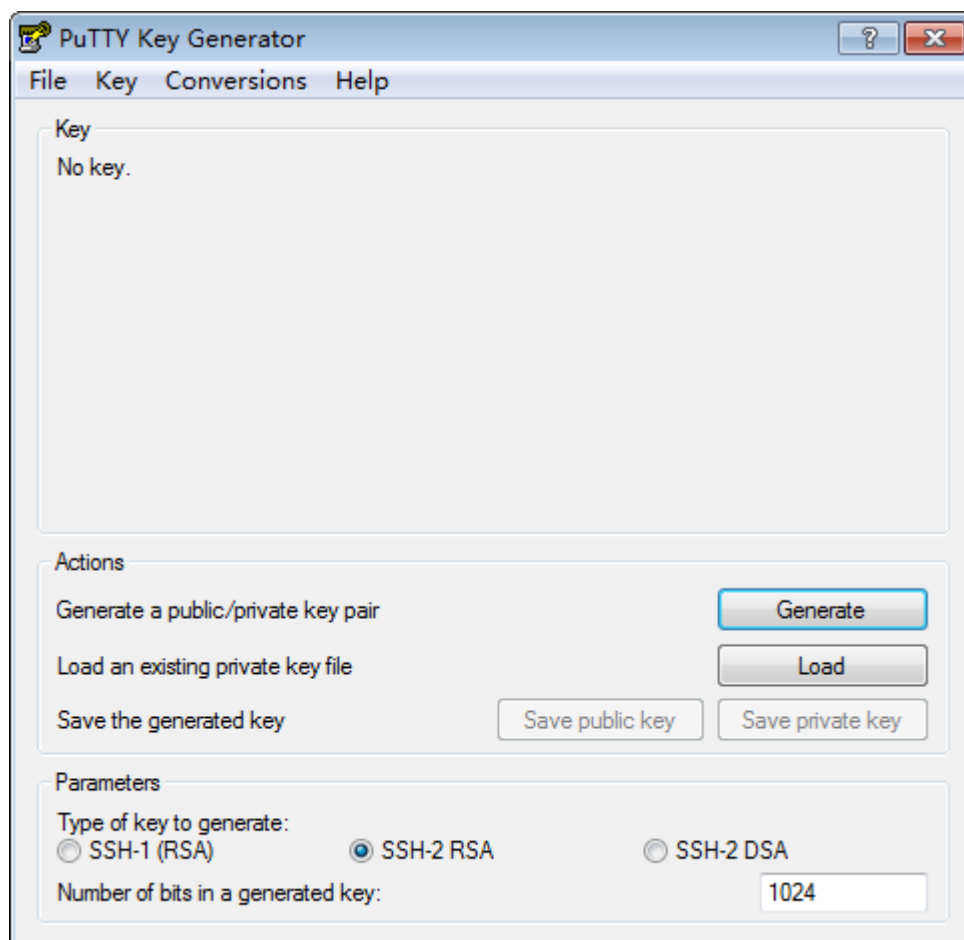 PuTTY Key Generator
File Key Conversions Help
Key
No key.
Actions
Generate a public/private key pair Generate
Load an existing private key file Load
Save the generated key Save public key Save private key
Parameters
Type of key to generate:
SSH-1 (RSA) SSH-2 RSA SSH-2 DSA
Number of bits in a generated key: 1024